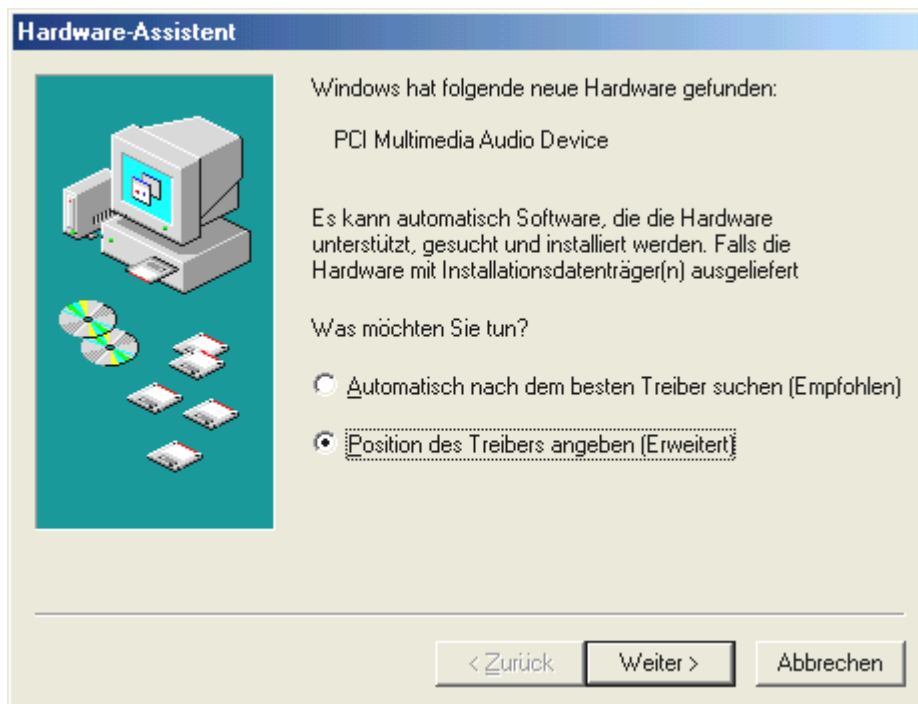 Hardware-Assistent
Windows hat folgende neue Hardware gefunden:
PCI Multimedia Audio Device
Es kann automatisch Software, die die Hardware
unterstützt, gesucht und installiert werden. Falls die
Hardware mit Installationsdatenträger(n) ausgeliefert
Was möchten Sie tun?
Automatisch nach dem besten Treiber suchen (Empfohlen)
Position des Treibers angeben (Erweitert)
< Zurück
Weiter >
Abbrechen